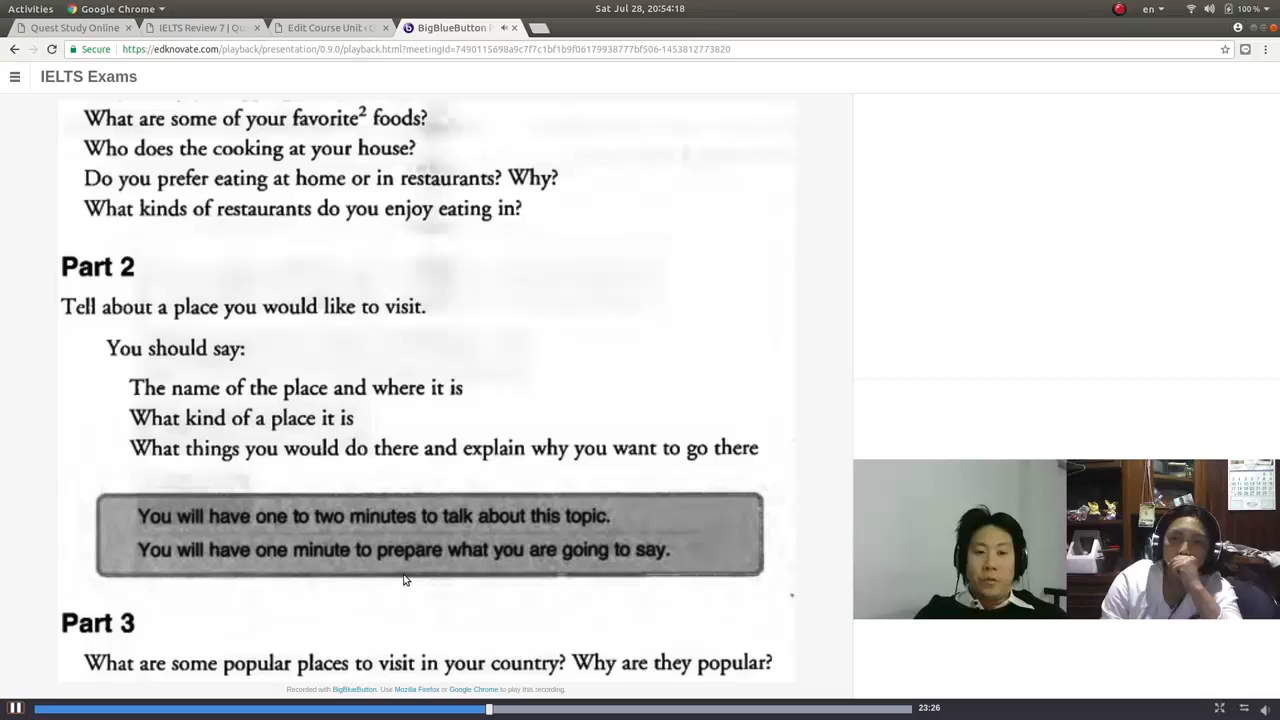 Activities
Google Chrome
Sat Jul 28, 20:54:18
en
100 %
Quest Study Online
IELTS Review 7 | Qu
Edit Course Unit
BigBlueButton
Secure
https://edknovate.com/playback/presentation/0.9.0/playback.html?meetingId=7490115698a9c7f7c1bf1b9f06179938777bf506-1453812773820
IELTS Exams
What are some of your favorite² foods?
Who does the cooking at your house?
Do you prefer eating at home or in restaurants? Why?
What kinds of restaurants do you enjoy eating in?
Part 2
Tell about a place you would like to visit.
You should say:
The name of the place and where it is
What kind of a place it is
What things you would do there and explain why you want to go there
You will have one to two minutes to talk about this topic.
You will have one minute to prepare what you are going to say.
Part 3
What are some popular places to visit in your country? Why are they popular?
Recorded with BigBlueButton. Use Mozilla Firefox or Google Chrome to play this recording.
23:26